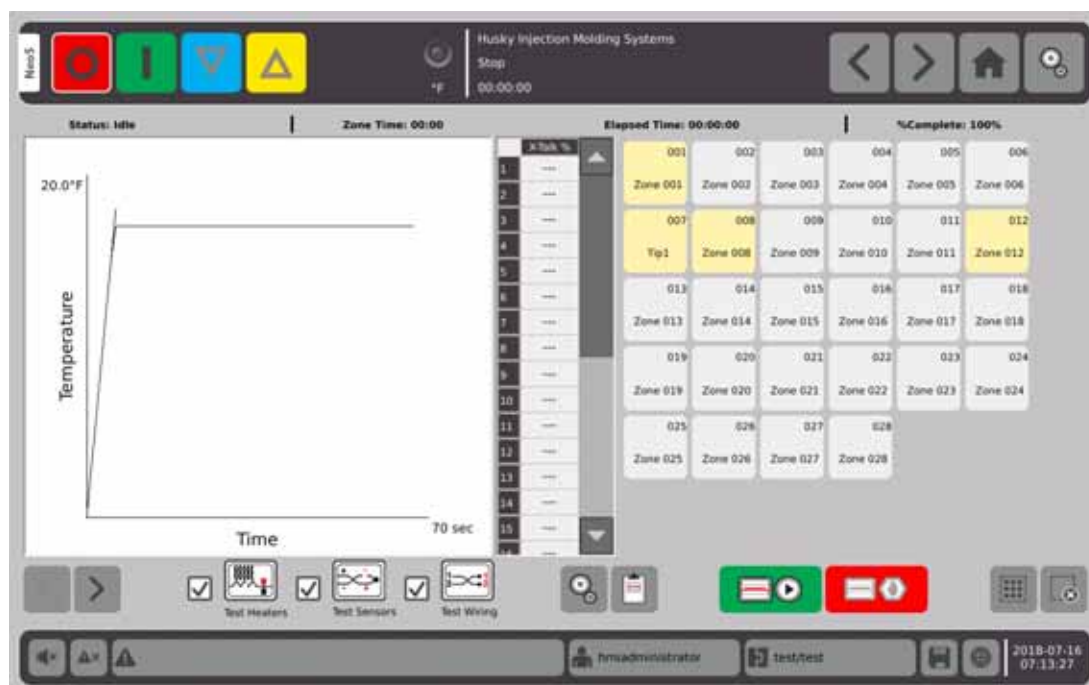 Neo5
Husky Injection Molding Systems
Stop
°F
00:00:00
Status: Idle
Zone Time: 00:00
Elapsed Time: 00:00:00
%Complete: 100%
20.0°F
Temperature
Time
70 sec
X-Talk %
1 ---
2 ---
3 ---
4 ---
5 ---
6 ---
7 ---
8 ---
9 ---
10 ---
11 ---
12 ---
13 ---
14 ---
15 ---
001 002 003 004 005 006
Zone 001 Zone 002 Zone 003 Zone 004 Zone 005 Zone 006
007 008 009 010 011 012
Tip1 Zone 008 Zone 009 Zone 010 Zone 011 Zone 012
013 014 015 016 017 018
Zone 013 Zone 014 Zone 015 Zone 016 Zone 017 Zone 018
019 020 021 022 023 024
Zone 019 Zone 020 Zone 021 Zone 022 Zone 023 Zone 024
025 026 027 028
Zone 025 Zone 026 Zone 027 Zone 028
Test Heaters
Test Sensors
Test Wiring
hmsadministrator
test/test
2018-07-16
07:13:27